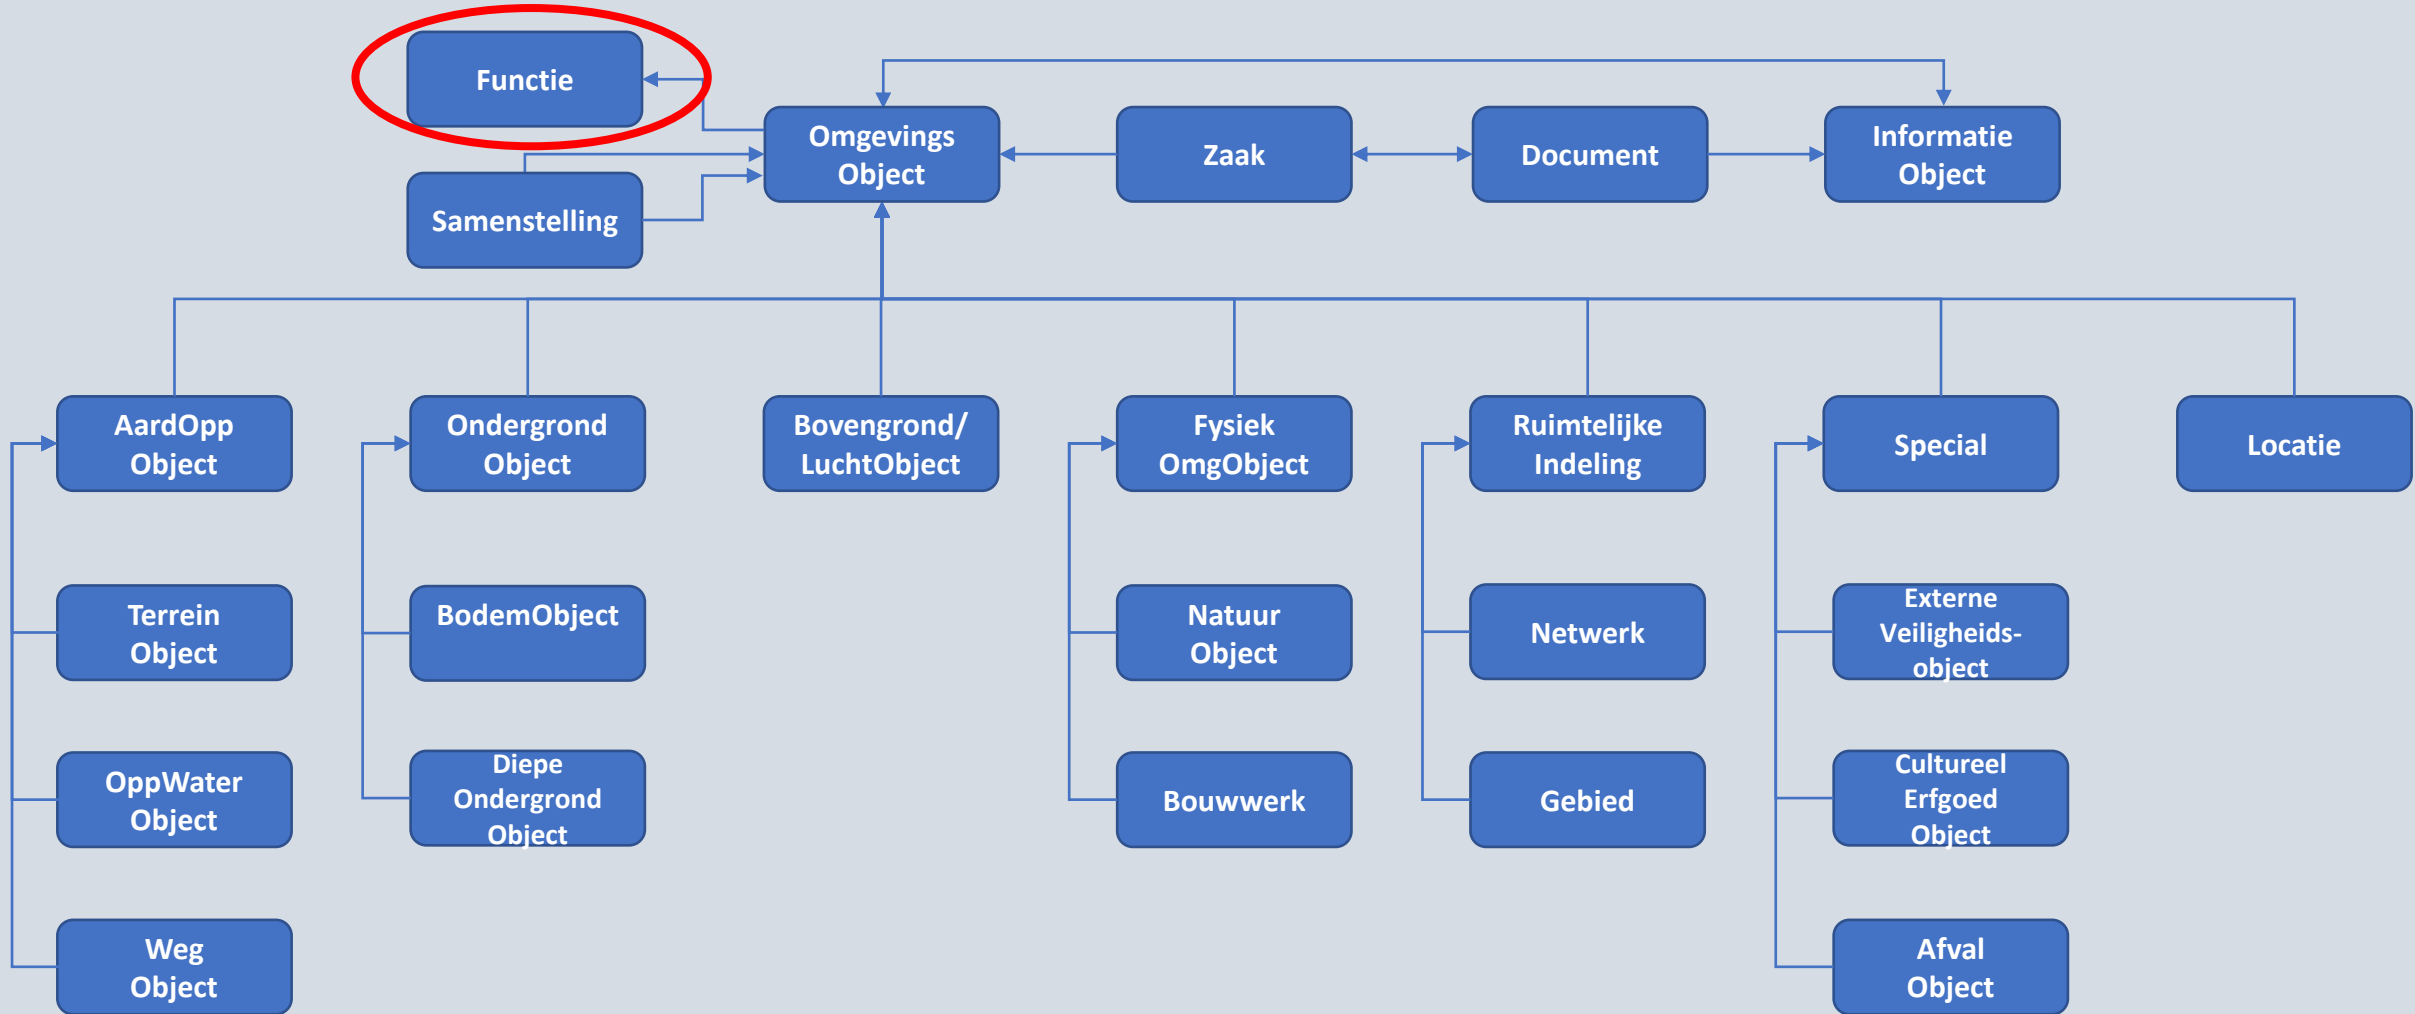 Functie
Omgevings
Object
Zaak
Document
Informatie
Object
Samenstelling
AardOpp
Object
Ondergrond
Object
Bovengrond/
LuchtObject
Fysiek
OmgObject
Ruimtelijke
Indeling
Special
Locatie
Terrein
Object
BodemObject
Natuur
Object
Netwerk
Externe
Veiligheids-
object
OppWater
Object
Diepe
Ondergrond
Object
Bouwwerk
Gebied
Cultureel
Erfgoed
Object
Weg
Object
Afval
Object